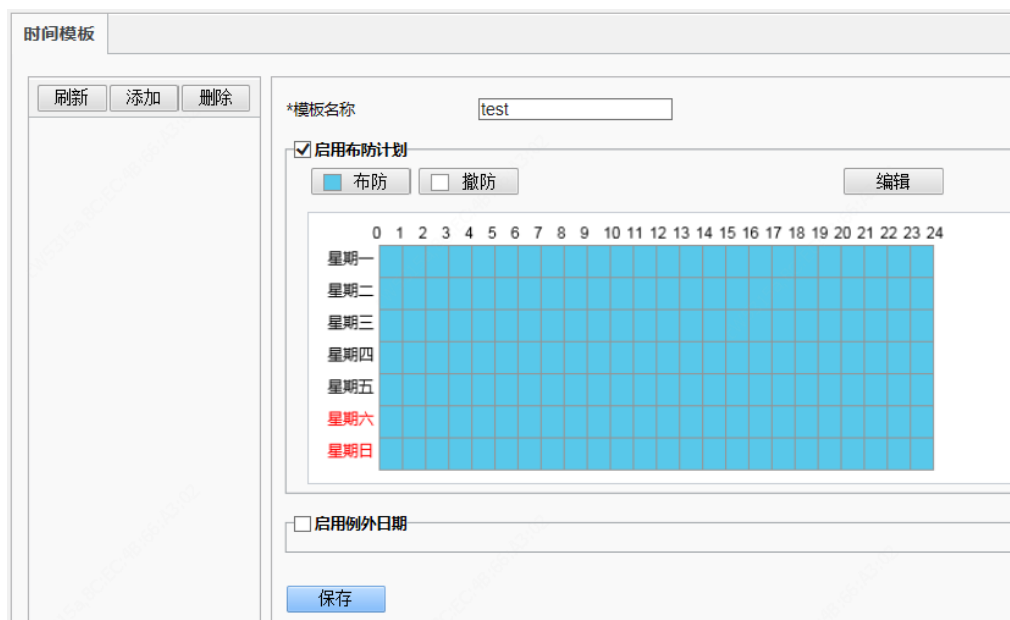 时间模板
刷新 添加 删除
*模板名称 test
启用布防计划
布防 撤防 编辑
0 1 2 3 4 5 6 7 8 9 10 11 12 13 14 15 16 17 18 19 20 21 22 23 24
星期一
星期二
星期三
星期四
星期五
星期六
星期日
启用例外日期
保存